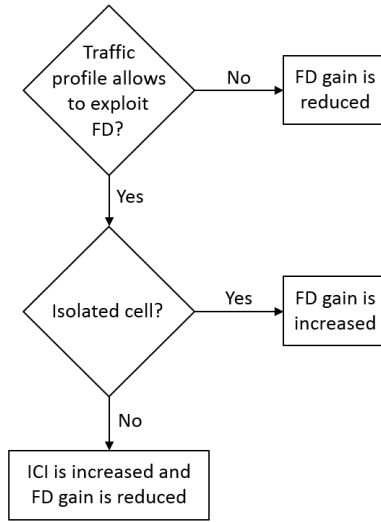 Traffic
profile allows
to exploit
FD?
No
FD gain is
reduced
Yes
Isolated cell?
Yes
FD gain is
increased
No
ICI is increased and
FD gain is reduced